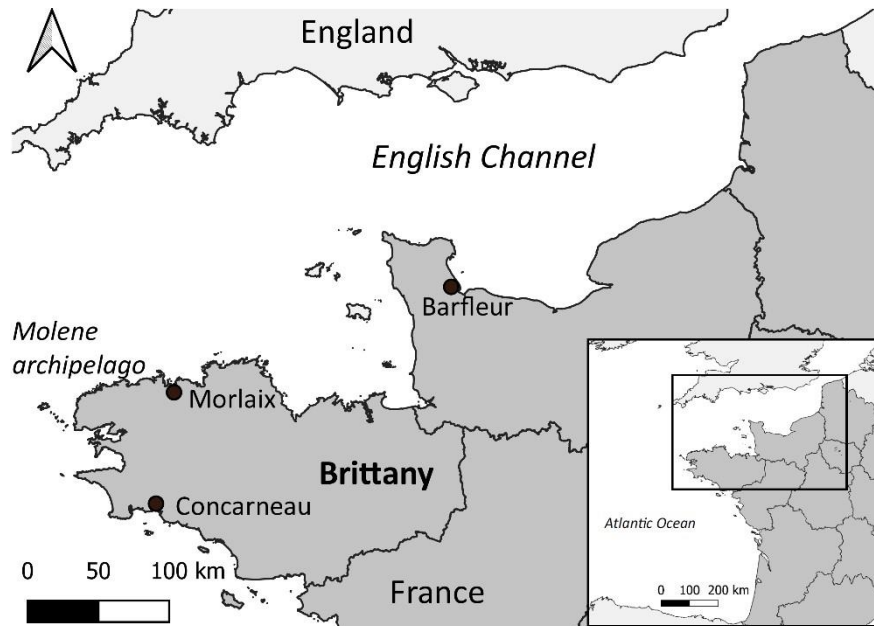 England
English Channel
Barfleur
Molene
archipelago
Morlaix
Brittany
Concarneau
0 50 100 km
France
Atlantic Ocean
0 100 200 km